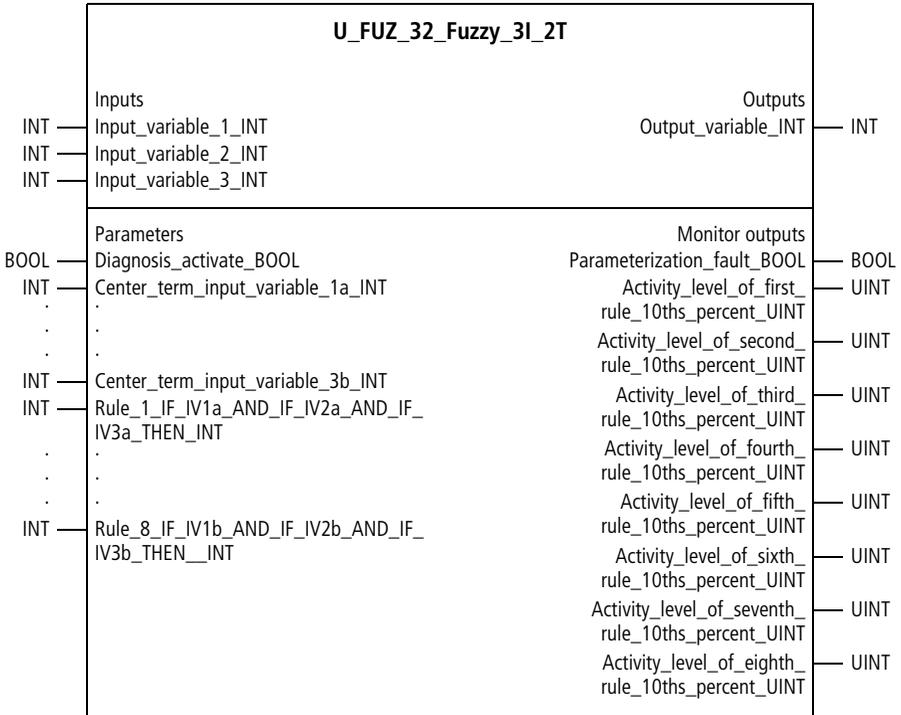 U_FUZ_32_Fuzzy_3I_2T
Inputs Outputs
INT Input_variable_1_INT Output_variable_INT INT
INT Input_variable_2_INT
INT Input_variable_3_INT
Parameters Monitor outputs
BOOL Diagnosis_activate_BOOL Parameterization_fault_BOOL BOOL
INT Center_term_input_variable_1a_INT Activity_level_of_first_ UINT
. . rule_10ths_percent_UINT
. . Activity_level_of_second_ UINT
. . rule_10ths_percent_UINT
INT Center_term_input_variable_3b_INT Activity_level_of_third_ UINT
INT Rule_1_IF_IV1a_AND_IF_IV2a_AND_IF_ rule_10ths_percent_UINT
IV3a_THEN_INT
. . Activity_level_of_fourth_ UINT
. . rule_10ths_percent_UINT
. . Activity_level_of_fifth_ UINT
INT Rule_8_IF_IV1b_AND_IF_IV2b_AND_IF_ rule_10ths_percent_UINT
IV3b_THEN__INT Activity_level_of_sixth_ UINT
rule_10ths_percent_UINT
Activity_level_of_seventh_ UINT
rule_10ths_percent_UINT
Activity_level_of_eighth_ UINT
rule_10ths_percent_UINT